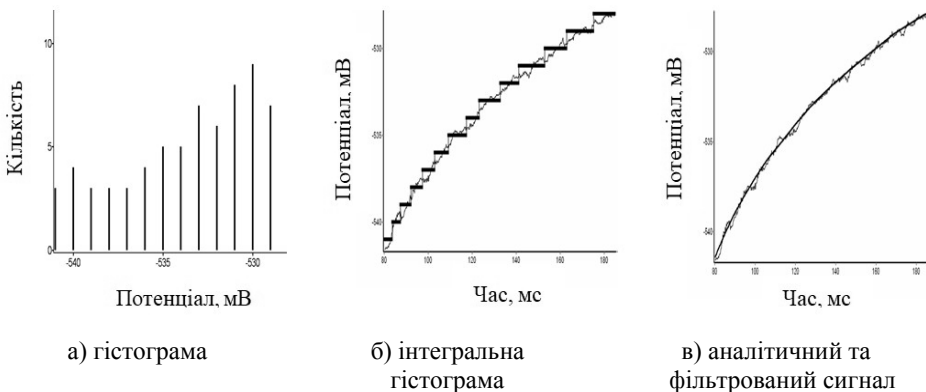 10
5
0
Кількість
-540
-535
-530
Потенціал, мВ
а) гістограма
-530
-535
-540
Потенціал, мВ
80
100
120
140
160
180
Час, мс
б) інтегральна
гістограма
-530
-535
-540
Потенціал, мВ
80
100
120
140
160
180
Час, мс
в) аналітичний та
фільтрований сигнал